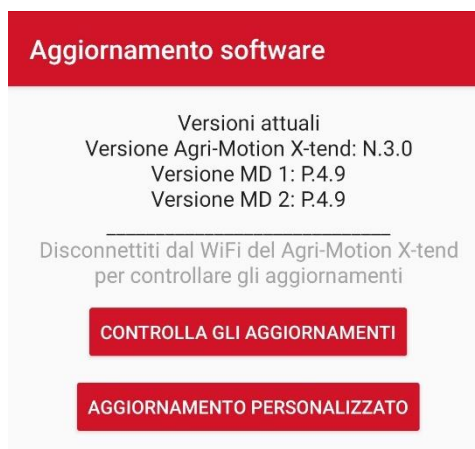 Aggiornamento software
Versioni attuali
Versione Agri-Motion X-tend: N.3.0
Versione MD 1: P.4.9
Versione MD 2: P.4.9
Disconnettiti dal WiFi del Agri-Motion X-tend
per controllare gli aggiornamenti
CONTROLLA GLI AGGIORNAMENTI
AGGIORNAMENTO PERSONALIZZATO